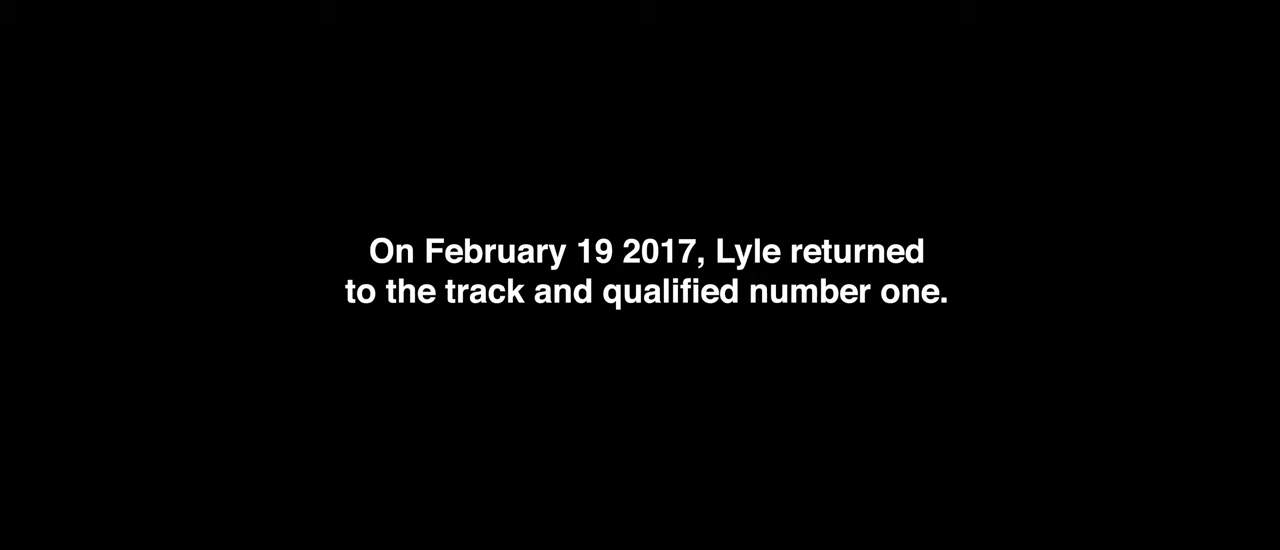 On February 19 2017, Lyle returned
to the track and qualified number one.